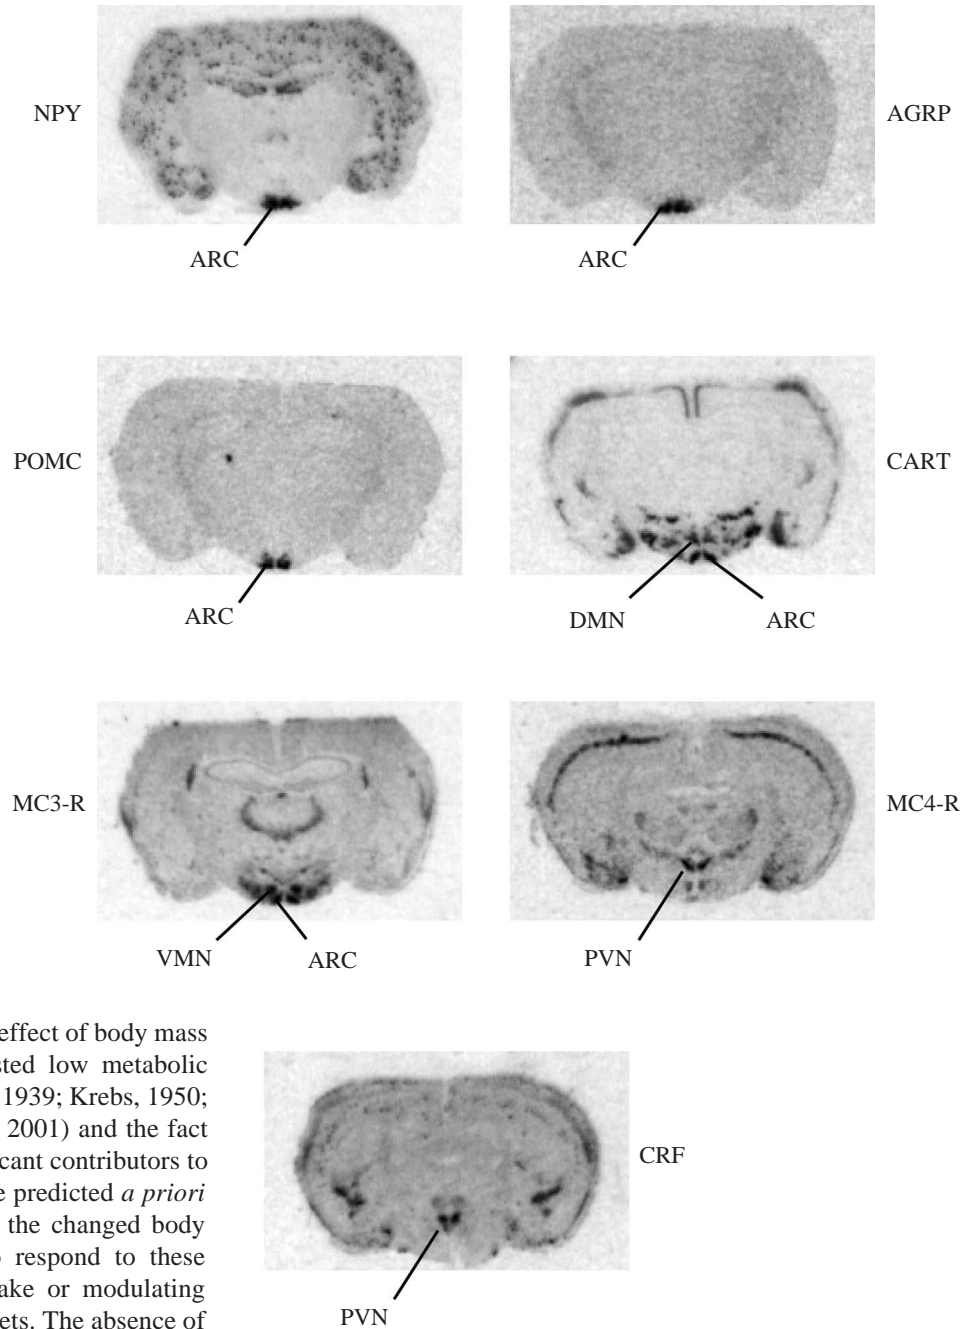 NPY
AGRP
ARC
ARC
POMC
CART
ARC
DMN
ARC
MC3-R
MC4-R
VMN
ARC
PVN
effect of body mass
sted low metabolic
1939; Krebs, 1950;
2001) and the fact
icant contributors to
e predicted a priori
the changed body
o respond to these
ake or modulating
ets. The absence of
CRF
PVN